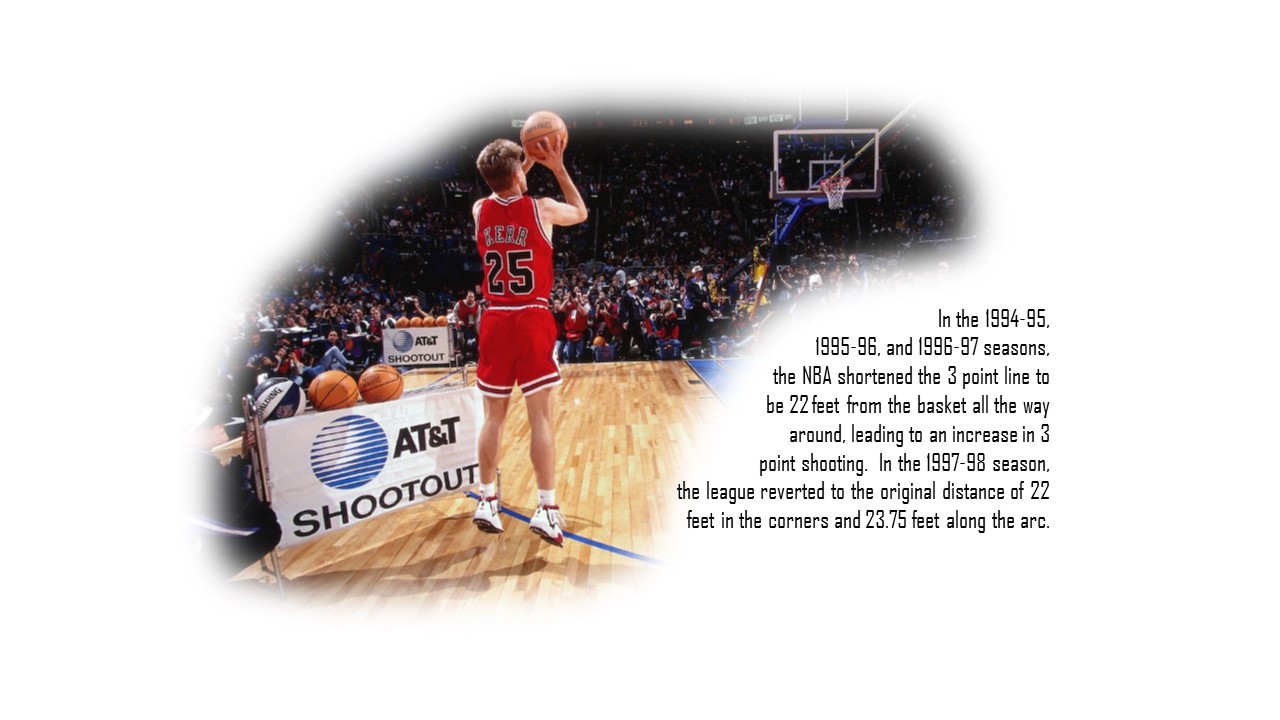 KERR
25
AT&T
SHOOTOUT
AT&T
SHOOTOUT
In the 1994-95,
1995-96, and 1996-97 seasons,
the NBA shortened the 3 point line to
be 22 feet from the basket all the way
around, leading to an increase in 3
point shooting.  In the 1997-98 season,
the league reverted to the original distance of 22
feet in the corners and 23.75 feet along the arc.